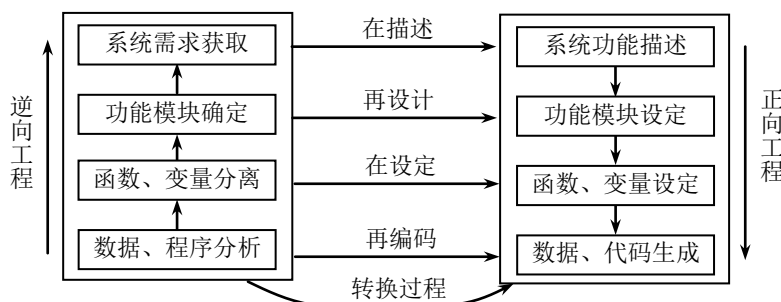 系统需求获取
在描述
系统功能描述
功能模块确定
再设计
功能模块设定
逆向工程
正向工程
函数、变量分离
在设定
函数、变量设定
数据、程序分析
再编码
数据、代码生成
转换过程